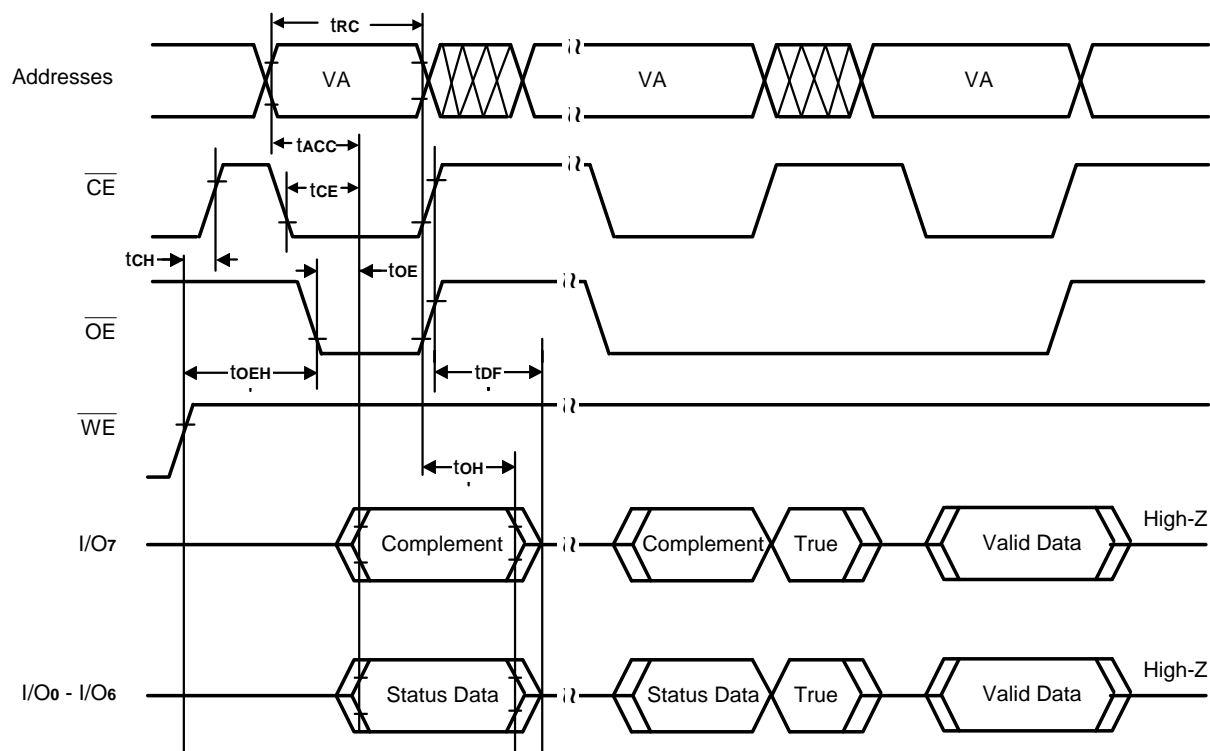 tRC
Addresses
VA
VA
VA
tACC
CE
tCE
tCH
tOE
OE
tOEH
tDF
WE
tOH
I/O7
Complement
Complement
True
Valid Data
High-Z
I/O0 - I/O6
Status Data
Status Data
True
Valid Data
High-Z